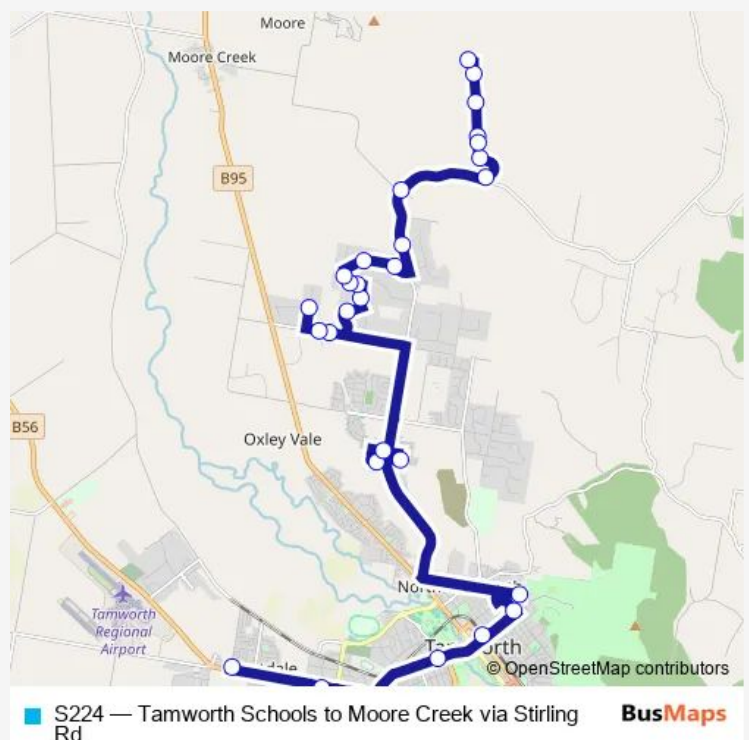 Moore
Moore Creek
B95
B56
Oxley Vale
Tamworth
Regional
Airport
© OpenStreetMap contributors
S224 — Tamworth Schools to Moore Creek via Stirling
Rd
BusMaps